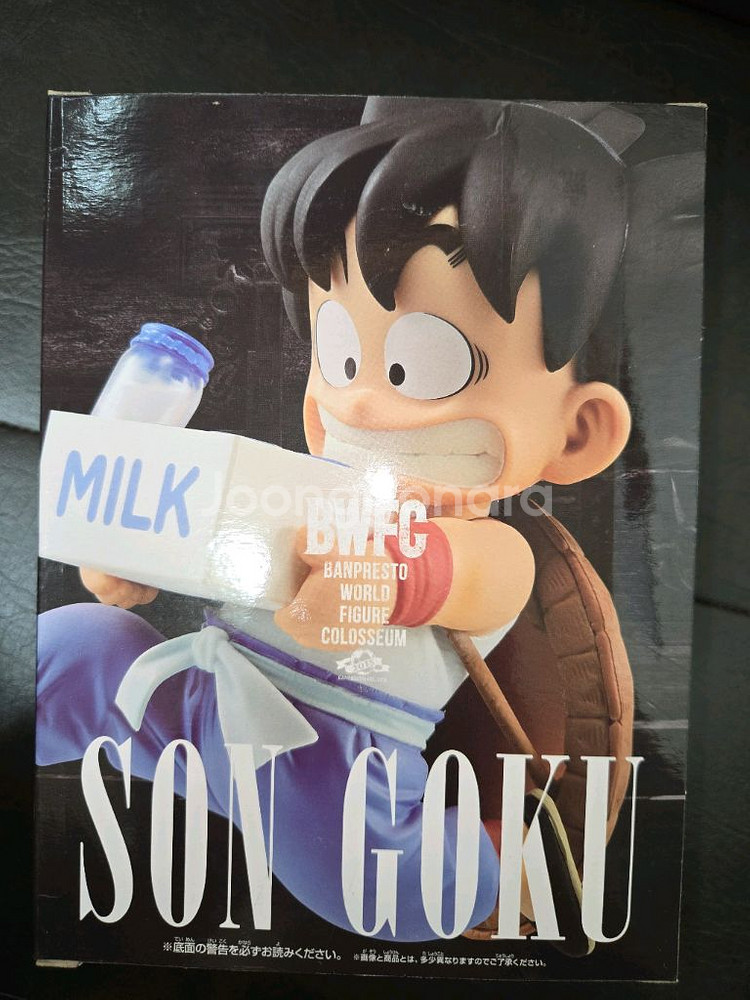 MILK
Joongonara
BWFC
BANPRESTO
WORLD
FIGURE
COLOSSEUM
SON GOKU
※底面の警告を必ずお読みください。 ※画像と商品とは、多少異なりますのでご了承ください。